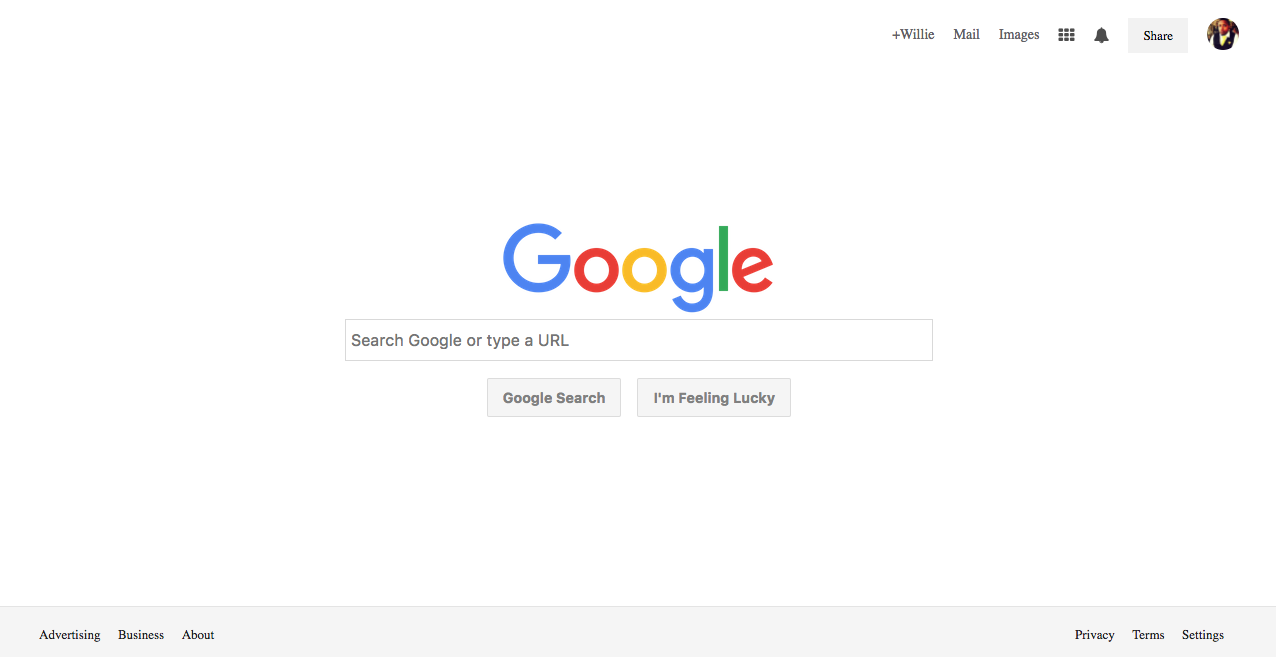 +Willie Mail Images Share
Google
Search Google or type a URL
Google Search I'm Feeling Lucky
Advertising Business About Privacy Terms Settings